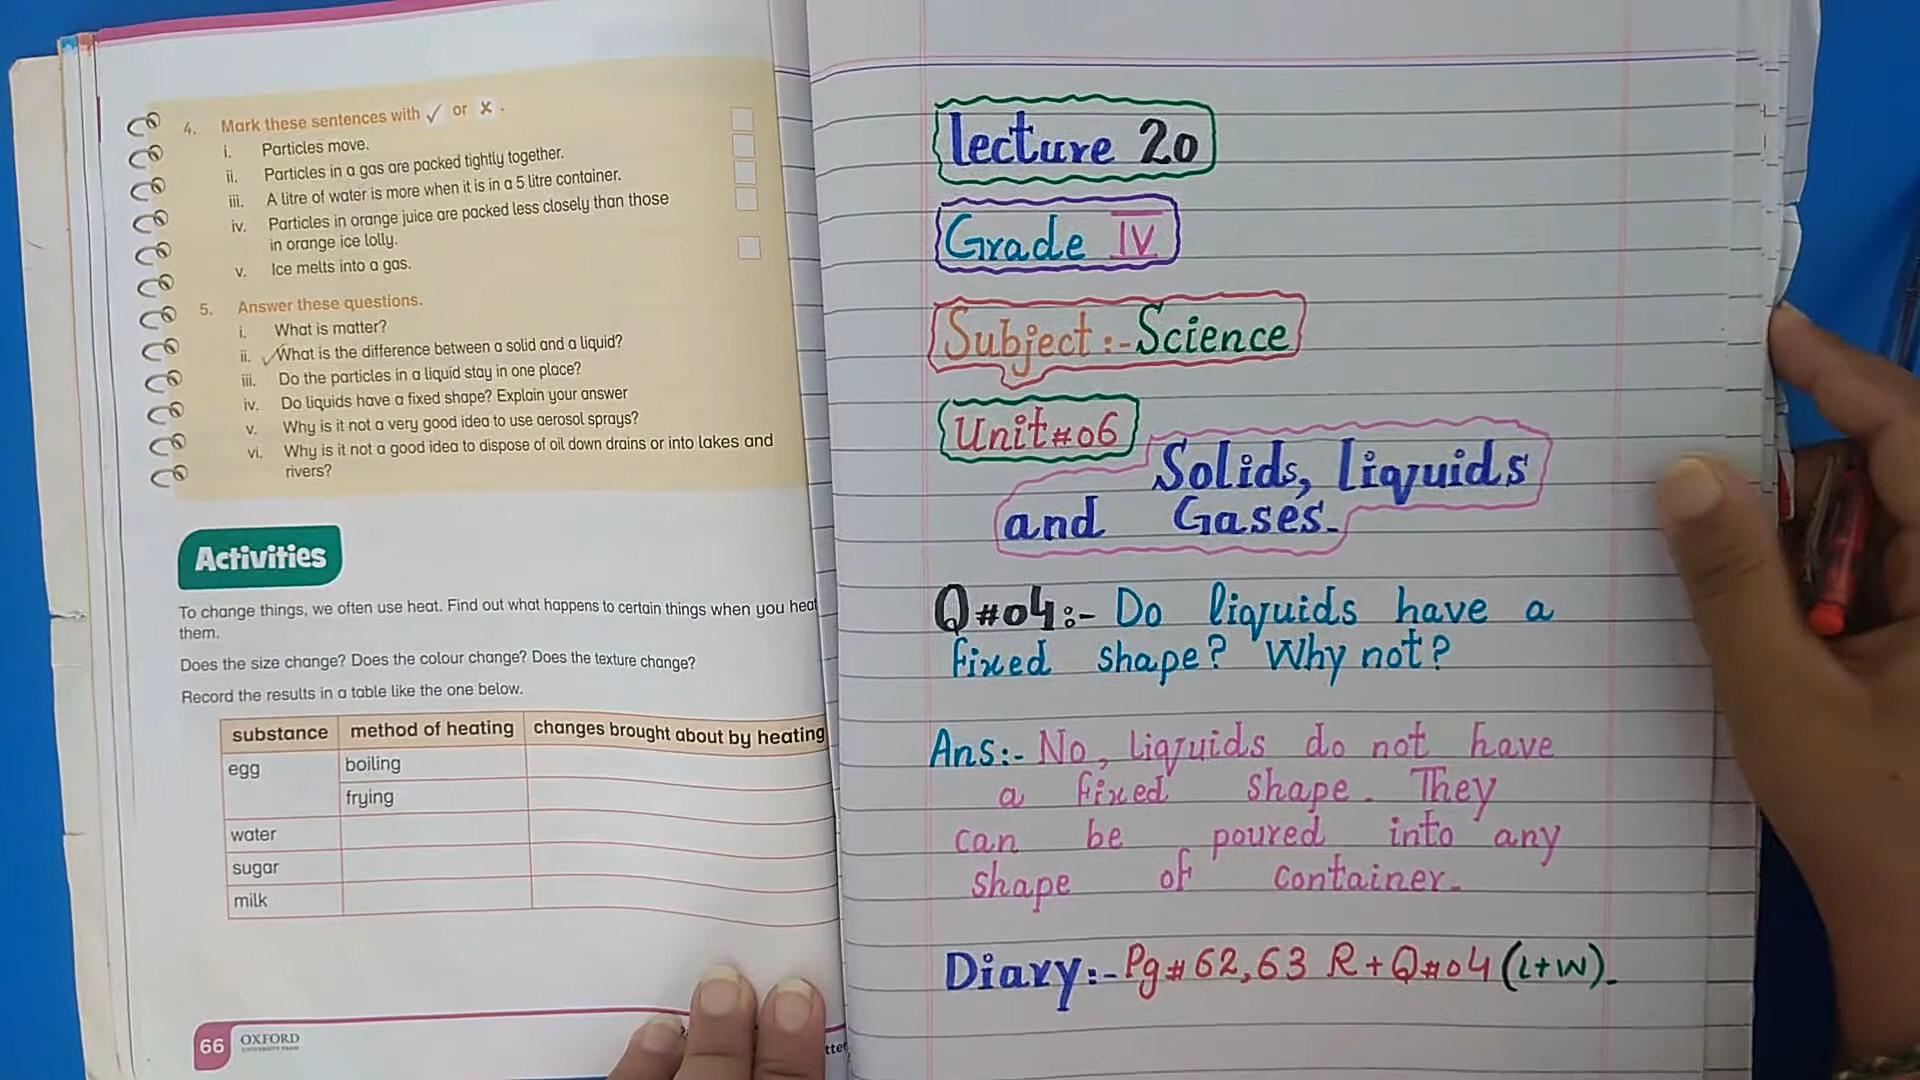 4. Mark these sentences with ✓ or ✗ .
i. Particles move.
ii. Particles in a gas are packed tightly together.
iii. A litre of water is more when it is in a 5 litre container.
iv. Particles in orange juice are packed less closely than those
in orange ice lolly.
v. Ice melts into a gas.
5. Answer these questions.
i. What is matter?
ii. ✓ What is the difference between a solid and a liquid?
iii. Do the particles in a liquid stay in one place?
iv. Do liquids have a fixed shape? Explain your answer
v. Why is it not a very good idea to use aerosol sprays?
vi. Why is it not a good idea to dispose of oil down drains or into lakes and
rivers?
Activities
To change things, we often use heat. Find out what happens to certain things when you heat
them.
Does the size change? Does the colour change? Does the texture change?
Record the results in a table like the one below.
substance method of heating changes brought about by heating
egg boiling
frying
water
sugar
milk
66 OXFORD
UNIVERSITY PRESS
lecture 20
Grade IV
Subject:-Science
Unit#06
Solids, liquids
and Gases.
Q#04:- Do liquids have a
fixed shape? Why not?
Ans:- No, liquids do not have
a fixed shape. They
can be poured into any
shape of container.
Diary:- Pg# 62,63 R+Q#04 (L+W).